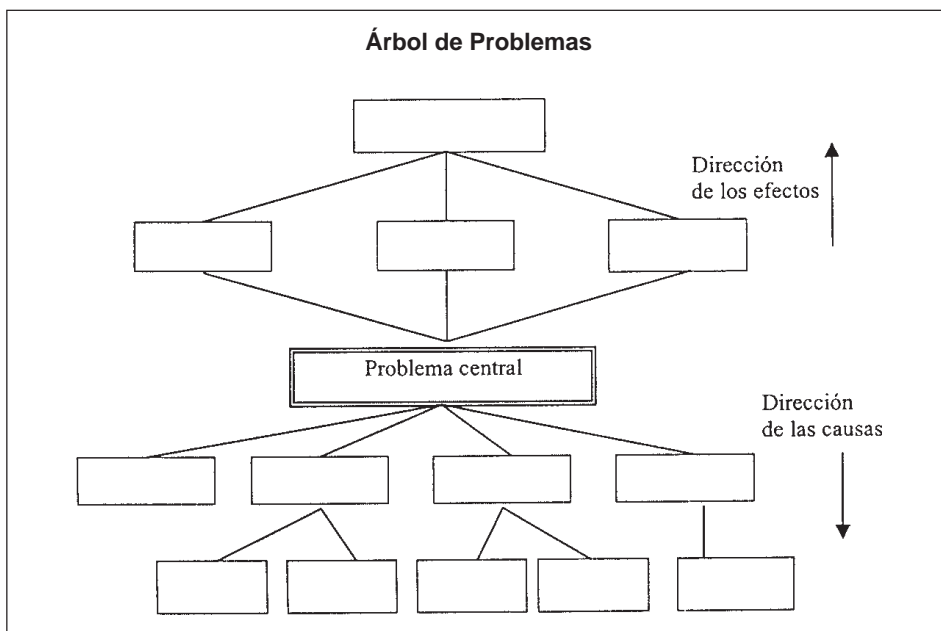 Árbol de Problemas
Dirección
de los efectos
Problema central
Dirección
de las causas